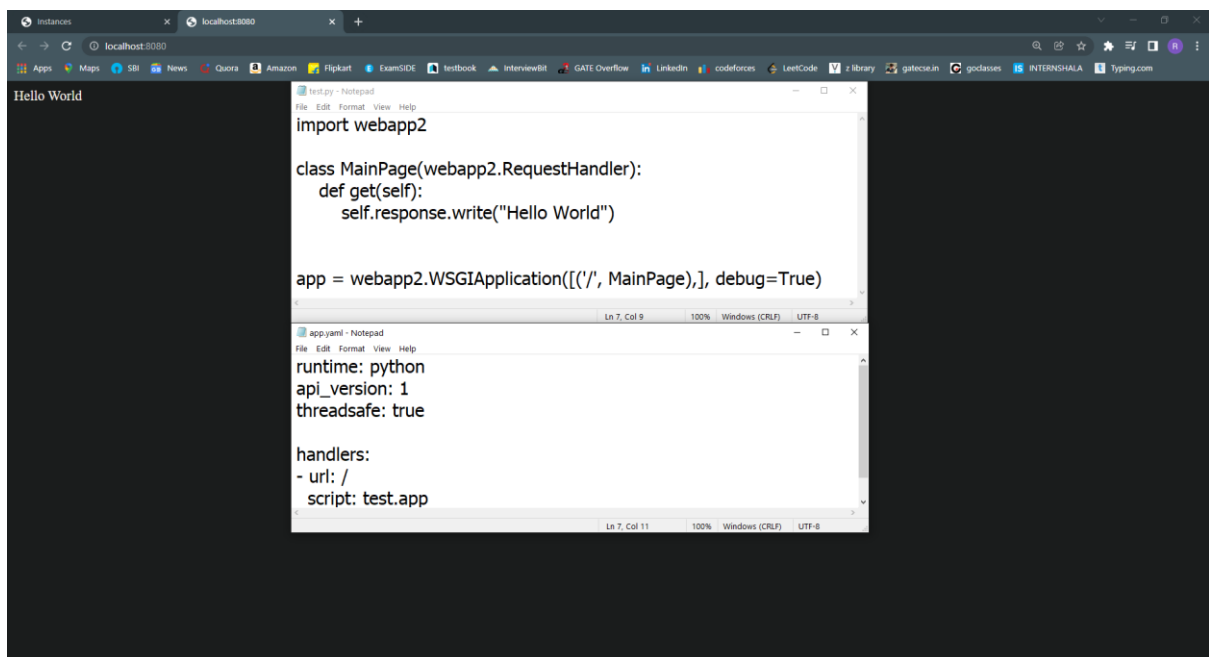 Instances
localhost:8080
localhost:8080
Apps Maps SBI News Quora Amazon Flipkart ExamSIDE testbook InterviewBit GATE Overflow LinkedIn codeforces LeetCode z library gatecse.in goclasses INTERNSHALA Typing.com
Hello World
test.py - Notepad
File Edit Format View Help
import webapp2
class MainPage(webapp2.RequestHandler):
def get(self):
self.response.write("Hello World")
app = webapp2.WSGIApplication([('/', MainPage),], debug=True)
Ln 7, Col 9 100% Windows (CRLF) UTF-8
app.yaml - Notepad
File Edit Format View Help
runtime: python
api_version: 1
threadsafe: true
handlers:
- url: /
script: test.app
Ln 7, Col 11 100% Windows (CRLF) UTF-8